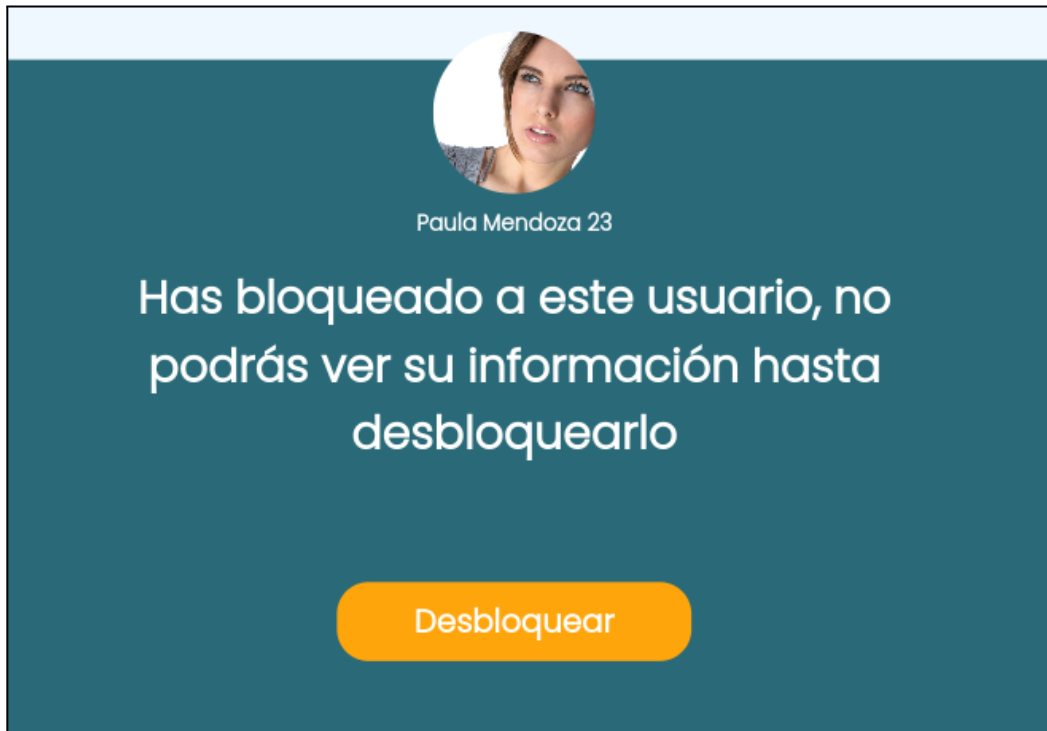 Paula Mendoza 23
Has bloqueado a este usuario, no
podrás ver su información hasta
desbloquearlo
Desbloquear